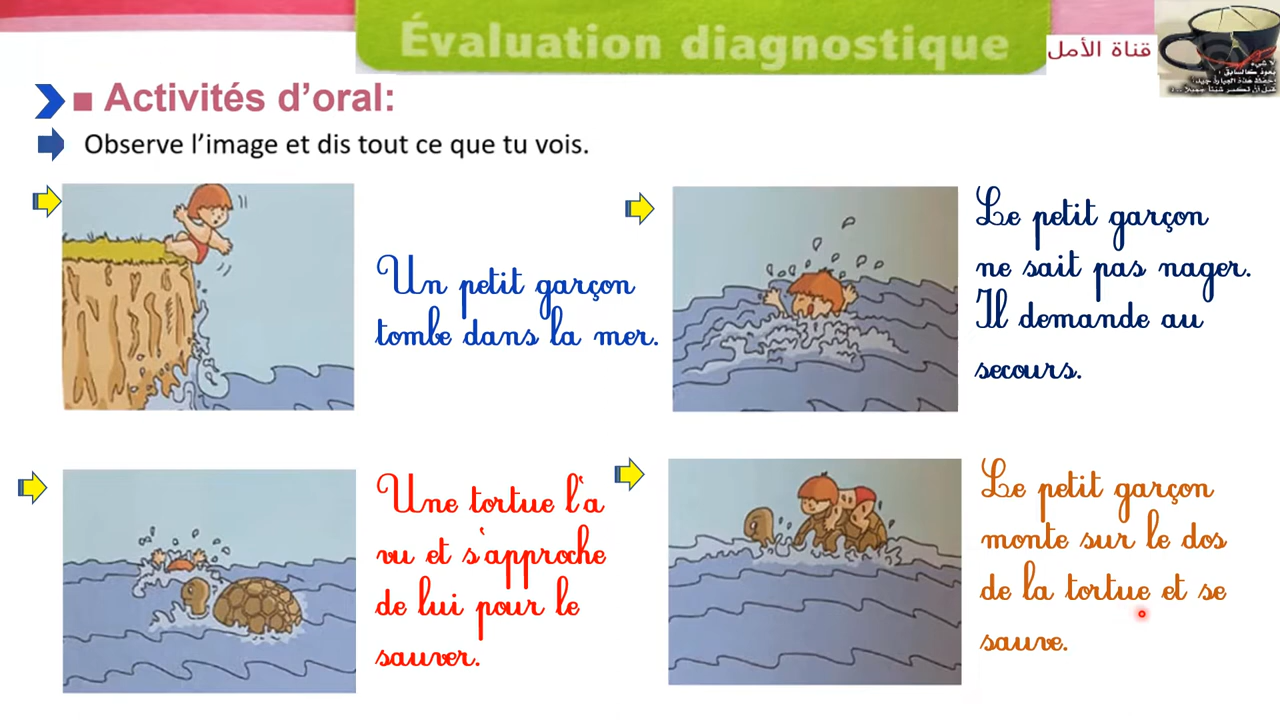 Évaluation diagnostique
قناة الأمل
Activités d'oral:
Observe l'image et dis tout ce que tu vois.
Un petit garçon
tombe dans la mer.
Le petit garçon
ne sait pas nager.
Il demande au
secours.
Une tortue l'a
vu et s'approche
de lui pour le
sauver.
Le petit garçon
monte sur le dos
de la tortue et se
sauve.